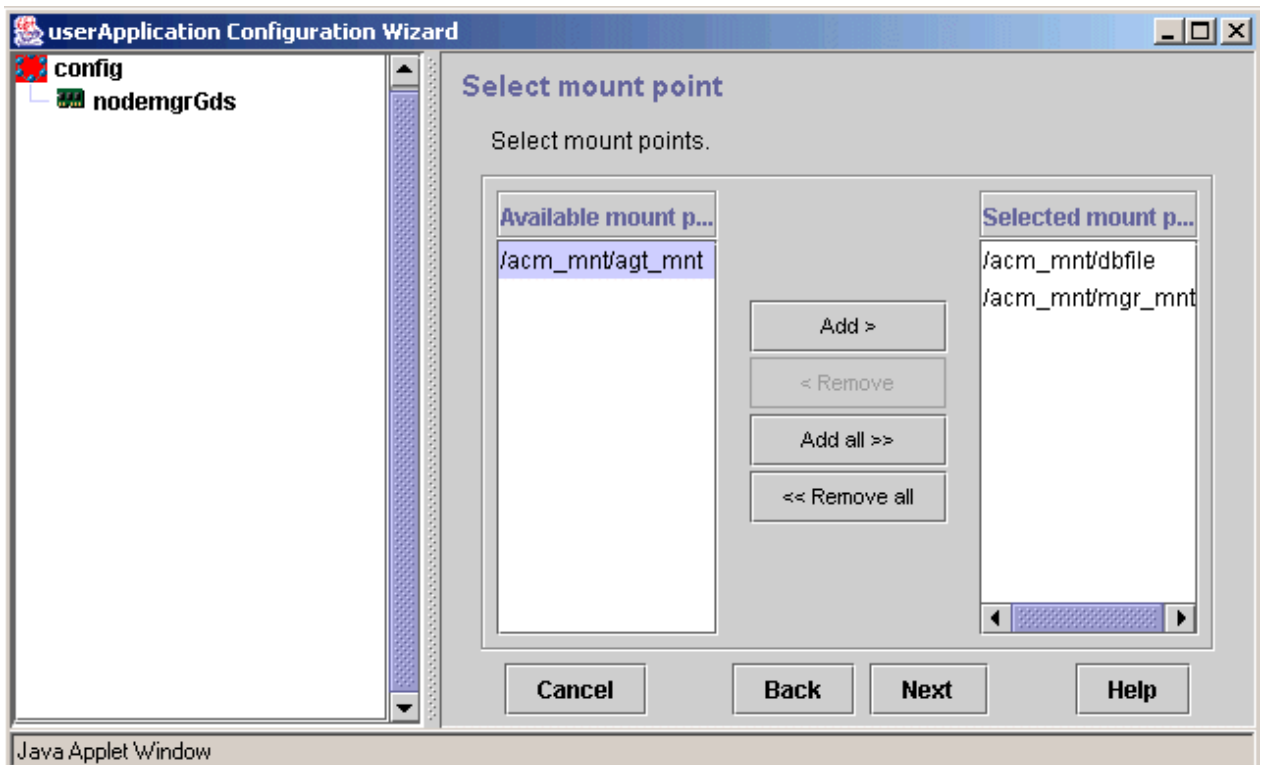 userApplication Configuration Wizard
config
nodemgrGds
Select mount point
Select mount points.
Available mount p...
/acm_mnt/agt_mnt
Add >
< Remove
Add all >>
<< Remove all
Selected mount p...
/acm_mnt/dbfile
/acm_mnt/mgr_mnt
Cancel
Back
Next
Help
Java Applet Window